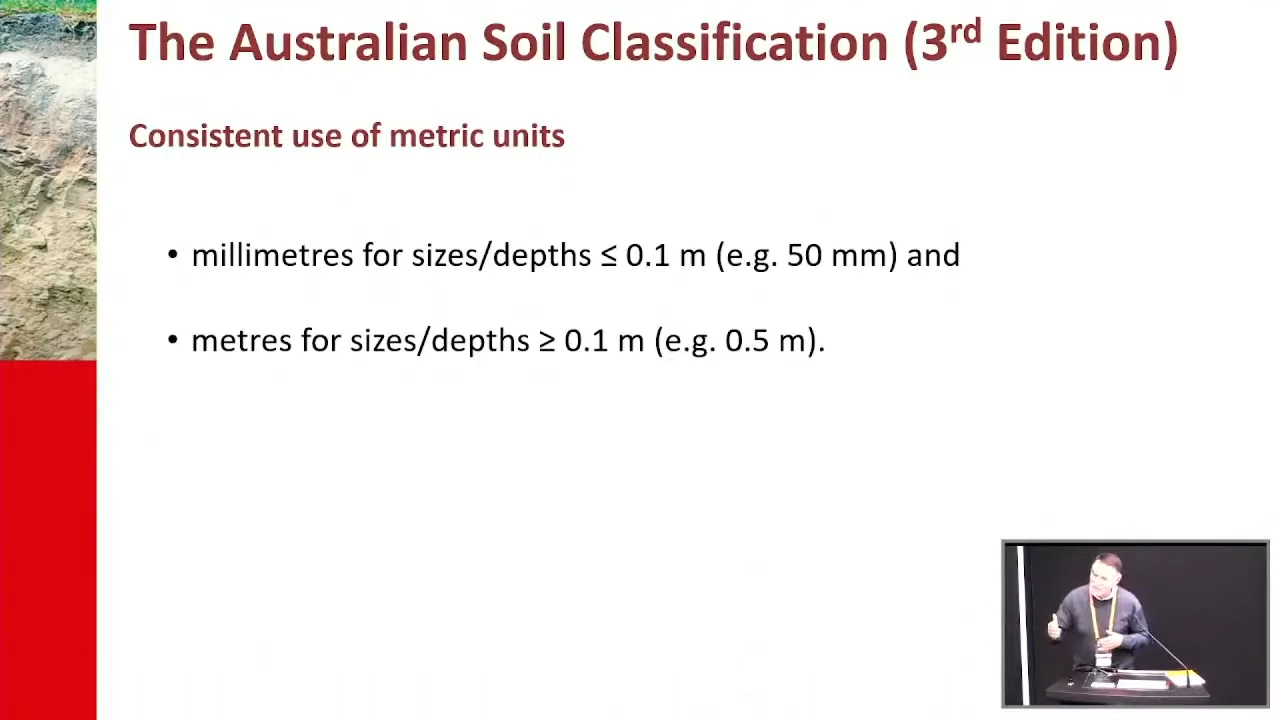 The Australian Soil Classification (3rd Edition)
Consistent use of metric units
• millimetres for sizes/depths ≤ 0.1 m (e.g. 50 mm) and
• metres for sizes/depths ≥ 0.1 m (e.g. 0.5 m).